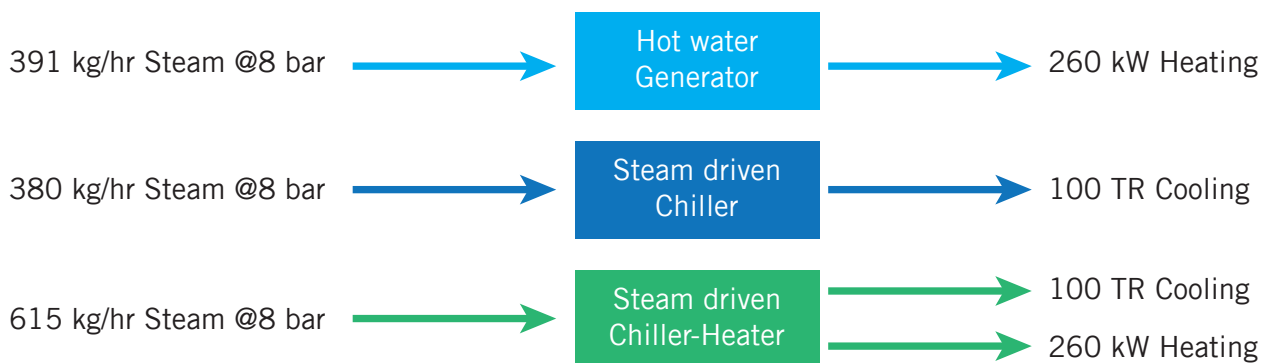 391 kg/hr Steam @8 bar
Hot water
Generator
260 kW Heating
380 kg/hr Steam @8 bar
Steam driven
Chiller
100 TR Cooling
615 kg/hr Steam @8 bar
Steam driven
Chiller-Heater
100 TR Cooling
260 kW Heating